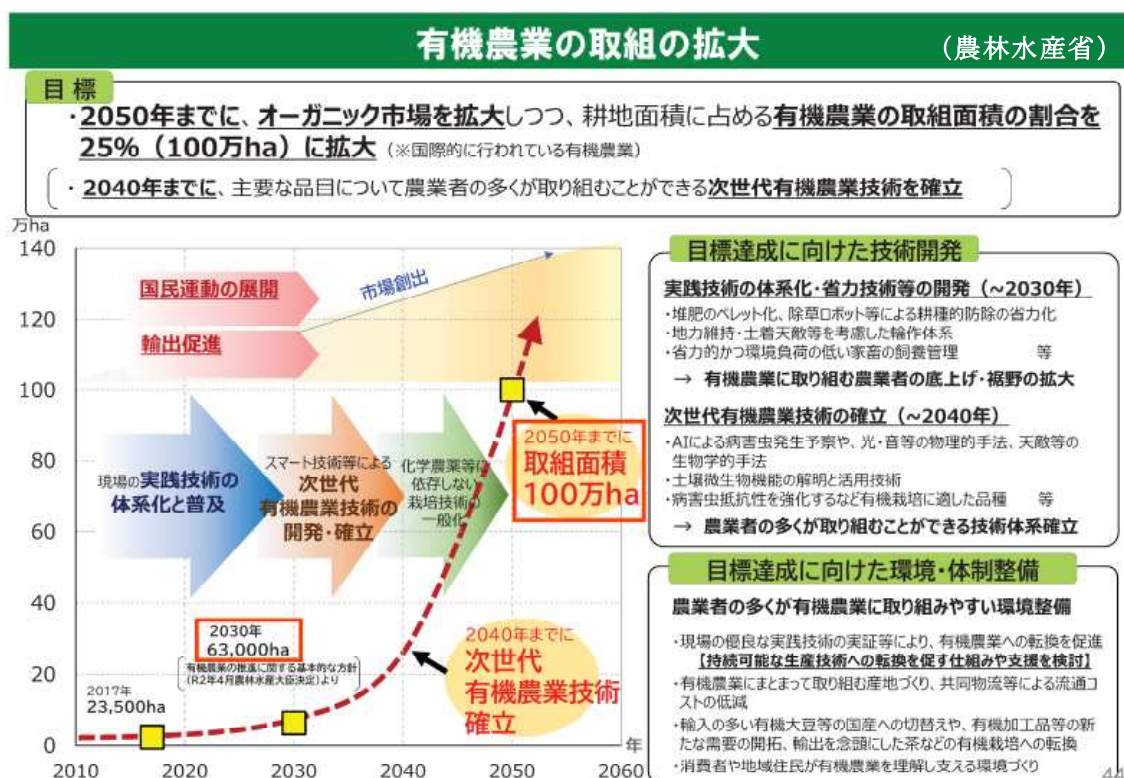 有機農業の取組の拡大
(農林水産省)
目 標
・2050年までに、オーガニック市場を拡大しつつ、耕地面積に占める有機農業の取組面積の割合を
25%（100万ha）に拡大（※国際的に行われている有機農業）
・2040年までに、主要な品目について農業者の多くが取り組むことができる次世代有機農業技術を確立
万ha
140
120
100
80
60
40
20
0
2010
2020
2030
2040
2050
2060
年
国民運動の展開
輸出促進
市場創出
現場の実践技術の
体系化と普及
スマート技術等による
次世代
有機農業技術の
開発・確立
化学農薬等に
依存しない
栽培技術の
一般化
2050年までに
取組面積
100万ha
2030年
63,000ha
有機農業の推進に関する基本的な方針
（R2年4月農林水産大臣決定）より
2017年
23,500ha
2040年までに
次世代
有機農業技術
確立
目標達成に向けた技術開発
実践技術の体系化・省力技術等の開発（~2030年）
・堆肥のペレット化、除草ロボット等による耕種的防除の省力化
・地力維持・土着天敵等を考慮した輪作体系
・省力的かつ環境負荷の低い家畜の飼養管理 等
→ 有機農業に取り組む農業者の底上げ・裾野の拡大
次世代有機農業技術の確立（~2040年）
・AIによる病害虫発生予察や、光・音等の物理的手法、天敵等の
生物学的手法
・土壌微生物機能の解明と活用技術
・病害虫抵抗性を強化するなど有機栽培に適した品種 等
→ 農業者の多くが取り組むことができる技術体系確立
目標達成に向けた環境・体制整備
農業者の多くが有機農業に取り組みやすい環境整備
・現場の優良な実践技術の実証等により、有機農業への転換を促進
【持続可能な生産技術への転換を促す仕組みや支援を検討】
・有機農業にまとまって取り組む産地づくり、共同物流等による流通コ
ストの低減
・輸入の多い有機大豆等の国産への切替えや、有機加工品等の新
たな需要の開拓、輸出を念頭にした茶などの有機栽培への転換
・消費者や地域住民が有機農業を理解し支える環境づくり
44